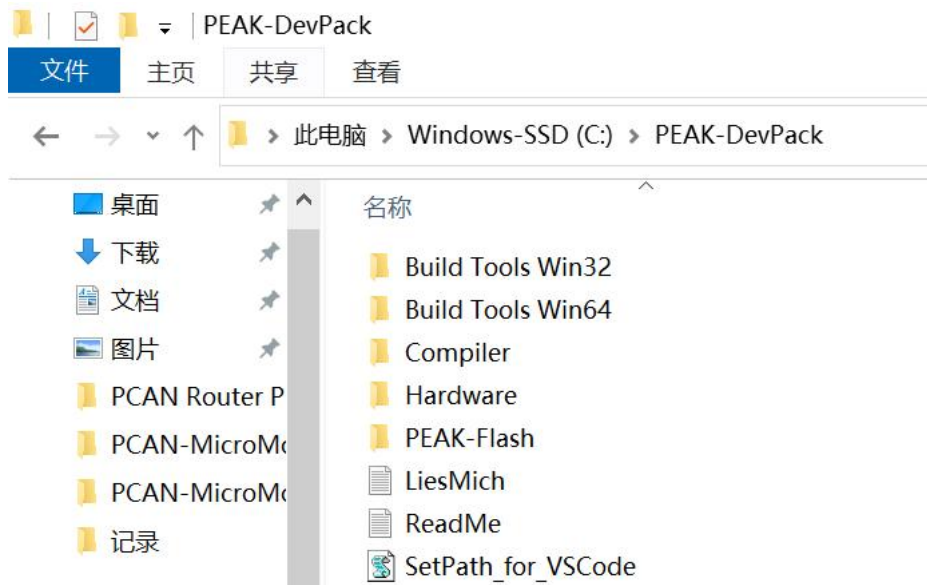 PEAK-DevPack
文件 主页 共享 查看
此电脑 > Windows-SSD (C:) > PEAK-DevPack
桌面
下载
文档
图片
PCAN Router P
PCAN-MicroMo
PCAN-MicroMo
记录
名称
Build Tools Win32
Build Tools Win64
Compiler
Hardware
PEAK-Flash
LiesMich
ReadMe
SetPath_for_VSCode